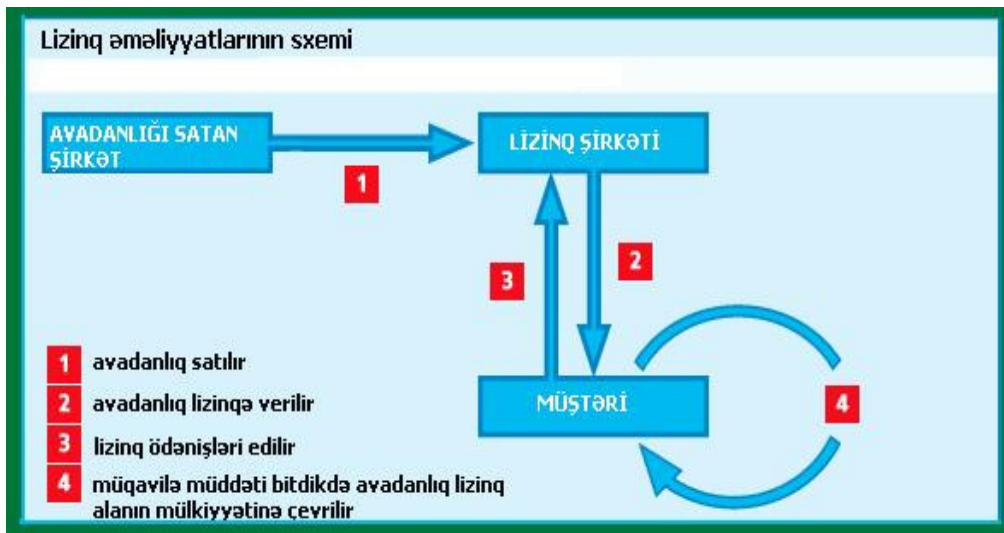 Lizinq əməliyyatlarının sxemi
AVADANLIĞI SATAN
ŞİRKƏT
LİZİNQ ŞİRKƏTİ
1
2
3
MÜŞTƏRİ
4
1 avadanlıq satılır
2 avadanlıq lizinqə verilir
3 lizinq ödənişləri edilir
4 müqavilə müddəti bitdikdə avadanlıq lizinq
alanın mülkiyyətinə çevrilir